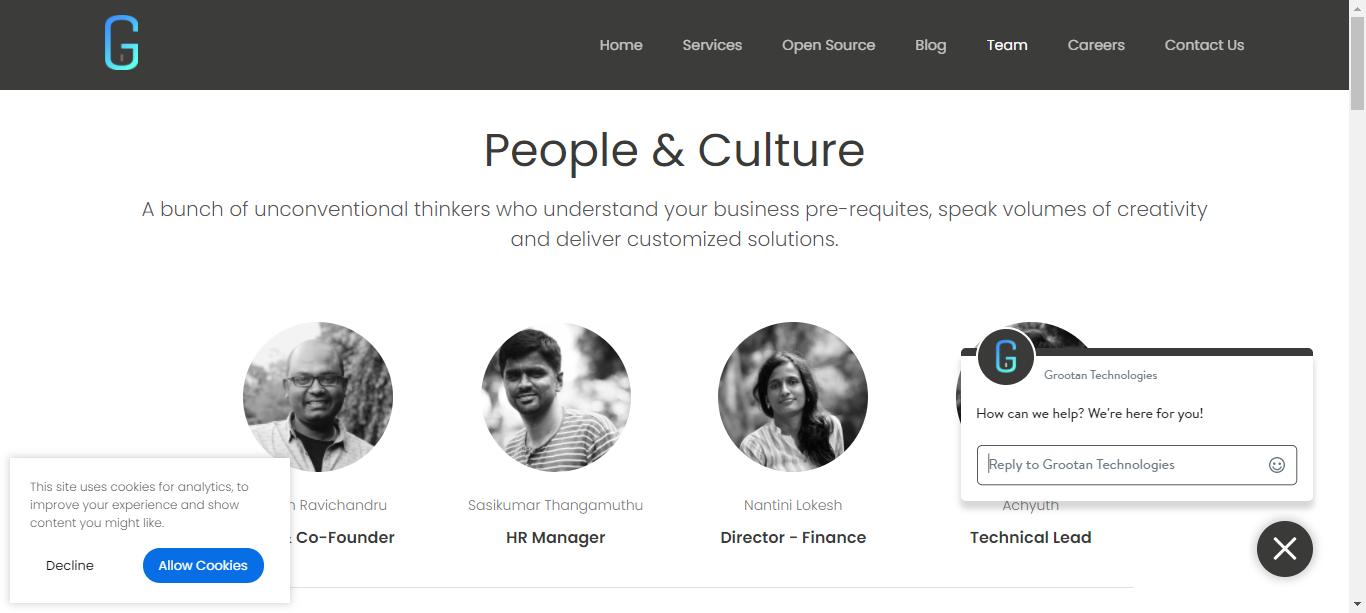 Home Services Open Source Blog Team Careers Contact Us
People & Culture
A bunch of unconventional thinkers who understand your business pre-requites, speak volumes of creativity
and deliver customized solutions.
Grootan Technologies
How can we help? We're here for you!
Reply to Grootan Technologies
Ravichandru
Co-Founder
Sasikumar Thangamuthu
HR Manager
Nantini Lokesh
Director - Finance
Achyuth
Technical Lead
This site uses cookies for analytics, to
improve your experience and show
content you might like.
Decline Allow Cookies